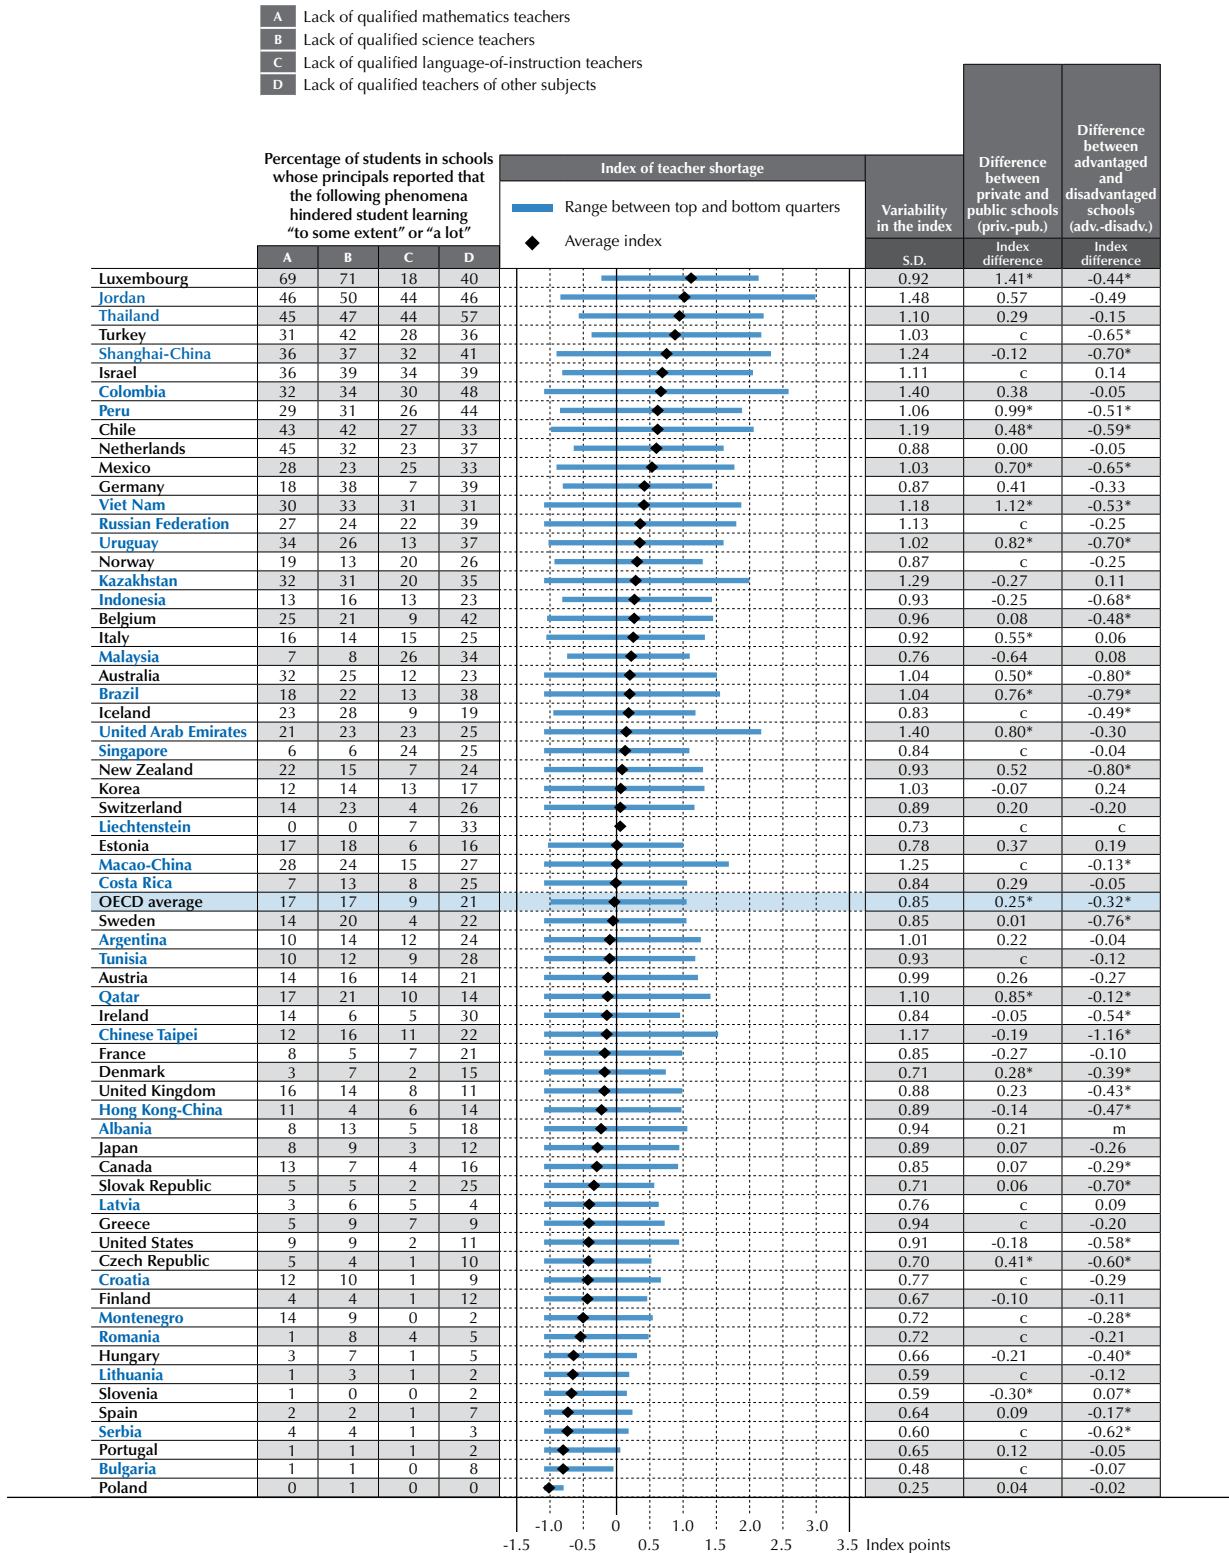 A Lack of qualified mathematics teachers
B Lack of qualified science teachers
C Lack of qualified language-of-instruction teachers
D Lack of qualified teachers of other subjects
Percentage of students in schools
whose principals reported that
the following phenomena
hindered student learning
“to some extent” or “a lot”
A B C D
Index of teacher shortage
Range between top and bottom quarters
Average index
Variability
in the index
S.D.
Difference
between
private and
public schools
(priv.-pub.)
Index
difference
Difference
between
advantaged
and
disadvantaged
schools
(adv.-disadv.)
Index
difference
Luxembourg 69 71 18 40 0.92 1.41* -0.44*
Jordan 46 50 44 46 1.48 0.57 -0.49
Thailand 45 47 44 57 1.10 0.29 -0.15
Turkey 31 42 28 36 1.03 c -0.65*
Shanghai-China 36 37 32 41 1.24 -0.12 -0.70*
Israel 36 39 34 39 1.11 c 0.14
Colombia 32 34 30 48 1.40 0.38 -0.05
Peru 29 31 26 44 1.06 0.99* -0.51*
Chile 43 42 27 33 1.19 0.48* -0.59*
Netherlands 45 32 23 37 0.88 0.00 -0.05
Mexico 28 23 25 33 1.03 0.70* -0.65*
Germany 18 38 7 39 0.87 0.41 -0.33
Viet Nam 30 33 31 31 1.18 1.12* -0.53*
Russian Federation 27 24 22 39 1.13 c -0.25
Uruguay 34 26 13 37 1.02 0.82* -0.70*
Norway 19 13 20 26 0.87 c -0.25
Kazakhstan 32 31 20 35 1.29 -0.27 0.11
Indonesia 13 16 13 23 0.93 -0.25 -0.68*
Belgium 25 21 9 42 0.96 0.08 -0.48*
Italy 16 14 15 25 0.92 0.55* 0.06
Malaysia 7 8 26 34 0.76 -0.64 0.08
Australia 32 25 12 23 1.04 0.50* -0.80*
Brazil 18 22 13 38 1.04 0.76* -0.79*
Iceland 23 28 9 19 0.83 c -0.49*
United Arab Emirates 21 23 23 25 1.40 0.80* -0.30
Singapore 6 6 24 25 0.84 c -0.04
New Zealand 22 15 7 24 0.93 0.52 -0.80*
Korea 12 14 13 17 1.03 -0.07 0.24
Switzerland 14 23 4 26 0.89 0.20 -0.20
Liechtenstein 0 0 7 33 0.73 c c
Estonia 17 18 6 16 0.78 0.37 0.19
Macao-China 28 24 15 27 1.25 c -0.13*
Costa Rica 7 13 8 25 0.84 0.29 -0.05
OECD average 17 17 9 21 0.85 0.25* -0.32*
Sweden 14 20 4 22 0.85 0.01 -0.76*
Argentina 10 14 12 24 1.01 0.22 -0.04
Tunisia 10 12 9 28 0.93 c -0.12
Austria 14 16 14 21 0.99 0.26 -0.27
Qatar 17 21 10 14 1.10 0.85* -0.12*
Ireland 14 6 5 30 0.84 -0.05 -0.54*
Chinese Taipei 12 16 11 22 1.17 -0.19 -1.16*
France 8 5 7 21 0.85 -0.27 -0.10
Denmark 3 7 2 15 0.71 0.28* -0.39*
United Kingdom 16 14 8 11 0.88 0.23 -0.43*
Hong Kong-China 11 4 6 14 0.89 -0.14 -0.47*
Albania 8 13 5 18 0.94 0.21 m
Japan 8 9 3 12 0.89 0.07 -0.26
Canada 13 7 4 16 0.85 0.07 -0.29*
Slovak Republic 5 5 2 25 0.71 0.06 -0.70*
Latvia 3 6 5 4 0.76 c 0.09
Greece 5 9 7 9 0.94 c -0.20
United States 9 9 2 11 0.91 -0.18 -0.58*
Czech Republic 5 4 1 10 0.70 0.41* -0.60*
Croatia 12 10 1 9 0.77 c -0.29
Finland 4 4 1 12 0.67 -0.10 -0.11
Montenegro 14 9 0 2 0.72 c -0.28*
Romania 1 8 4 5 0.72 c -0.21
Hungary 3 7 1 5 0.66 -0.21 -0.40*
Lithuania 1 3 1 2 0.59 c -0.12
Slovenia 1 0 0 2 0.59 -0.30* 0.07*
Spain 2 2 1 7 0.64 0.09 -0.17*
Serbia 4 4 1 3 0.60 c -0.62*
Portugal 1 1 1 2 0.65 0.12 -0.05
Bulgaria 1 1 0 8 0.48 c -0.07
Poland 0 1 0 0 0.25 0.04 -0.02
-1.0 0 1.0 2.0 3.0
-1.5 -0.5 0.5 1.5 2.5 3.5 Index points